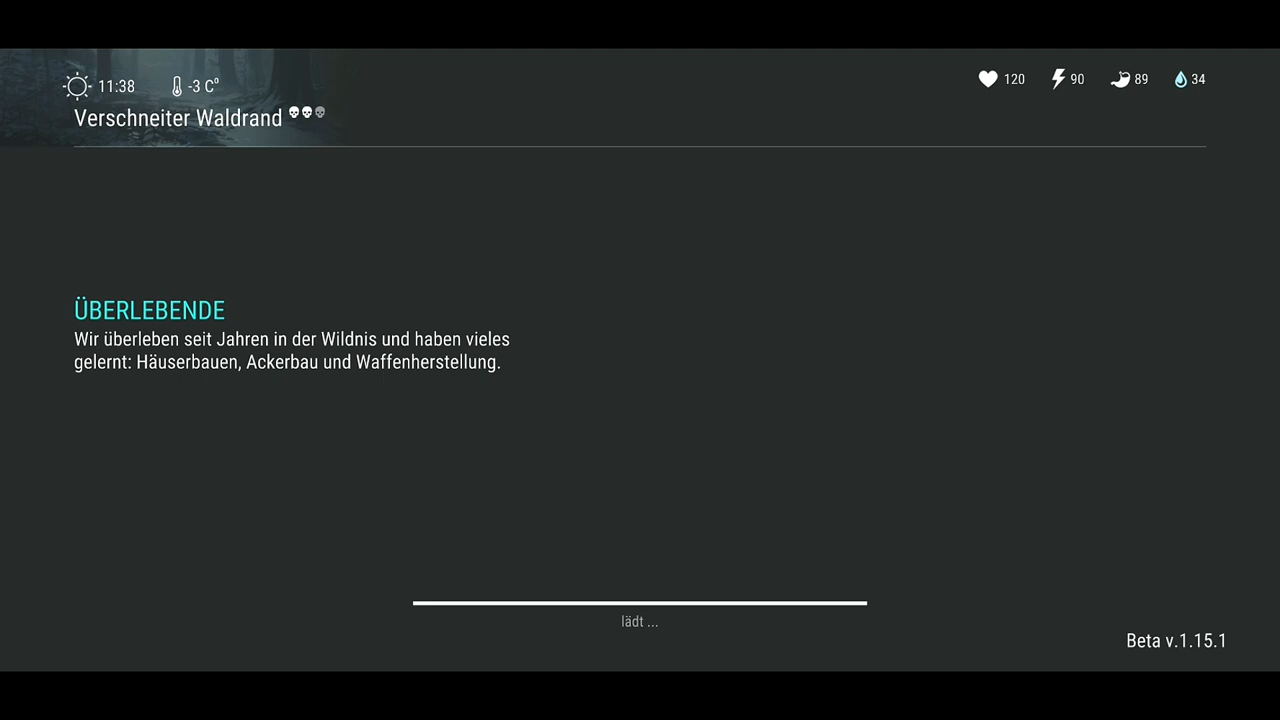 11:38 -3 C⁰
120 90 89 34
Verschneiter Waldrand
ÜBERLEBENDE
Wir überleben seit Jahren in der Wildnis und haben vieles
gelernt: Häuserbauen, Ackerbau und Waffenherstellung.
lädt ...
Beta v.1.15.1